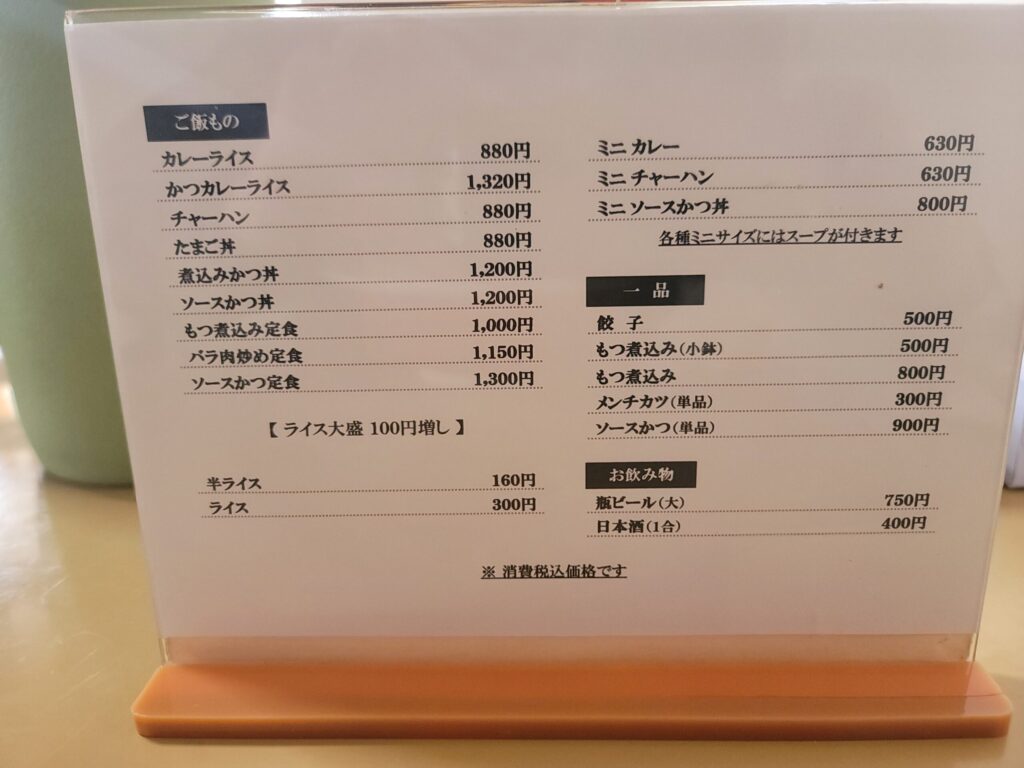 ご飯もの
カレーライス 880円
かつカレーライス 1,320円
チャーハン 880円
たまご丼 880円
煮込みかつ丼 1,200円
ソースかつ丼 1,200円
もつ煮込み定食 1,000円
バラ肉炒め定食 1,150円
ソースかつ定食 1,300円
【 ライス大盛 100円増し 】
半ライス 160円
ライス 300円
ミニ カレー 630円
ミニ チャーハン 630円
ミニ ソースかつ丼 800円
各種ミニサイズにはスープが付きます
一 品
餃 子 500円
もつ煮込み(小鉢) 500円
もつ煮込み 800円
メンチカツ(単品) 300円
ソースかつ(単品) 900円
お飲み物
瓶ビール(大) 750円
日本酒(1合) 400円
※ 消費税込価格です